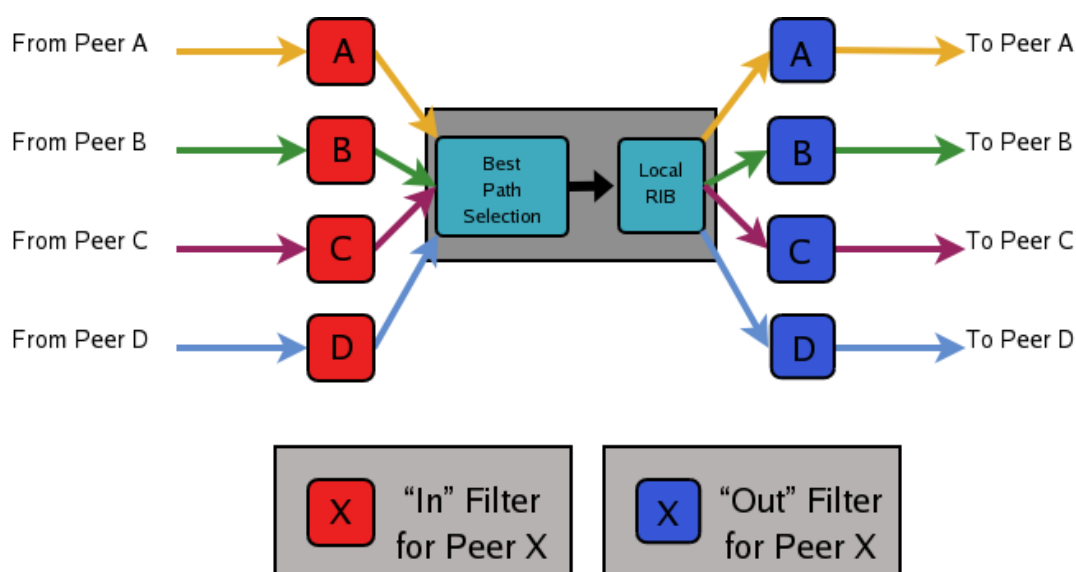 From Peer A
A
A
To Peer A
From Peer B
B
B
To Peer B
Best
Path
Selection
Local
RIB
From Peer C
C
C
To Peer C
From Peer D
D
D
To Peer D
X
“In” Filter
for Peer X
X
“Out” Filter
for Peer X